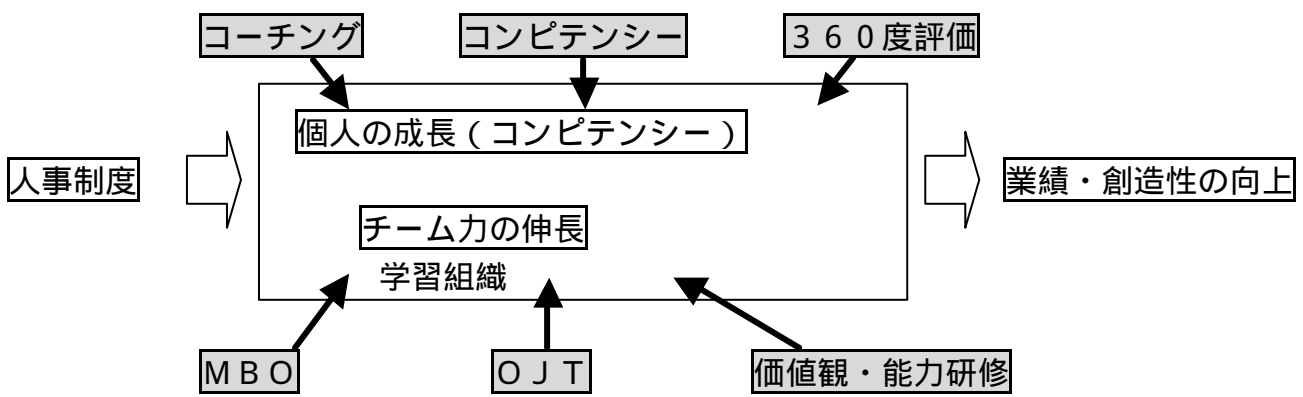 コーチング
コンピテンシー
３６０度評価
個人の成長（コンピテンシー）
人事制度
業績・創造性の向上
チーム力の伸長
学習組織
ＭＢＯ
ＯＪＴ
価値観・能力研修